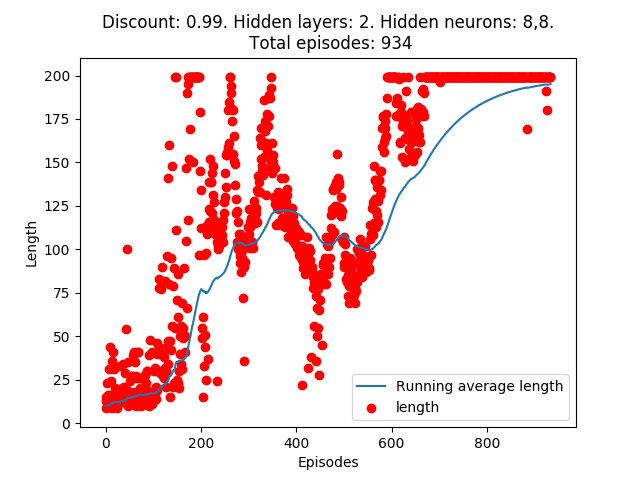 Discount: 0.99. Hidden layers: 2. Hidden neurons: 8,8.
Total episodes: 934
200
175
150
125
100
75
50
25
0
Length
0
200
400
600
800
Episodes
Running average length
length